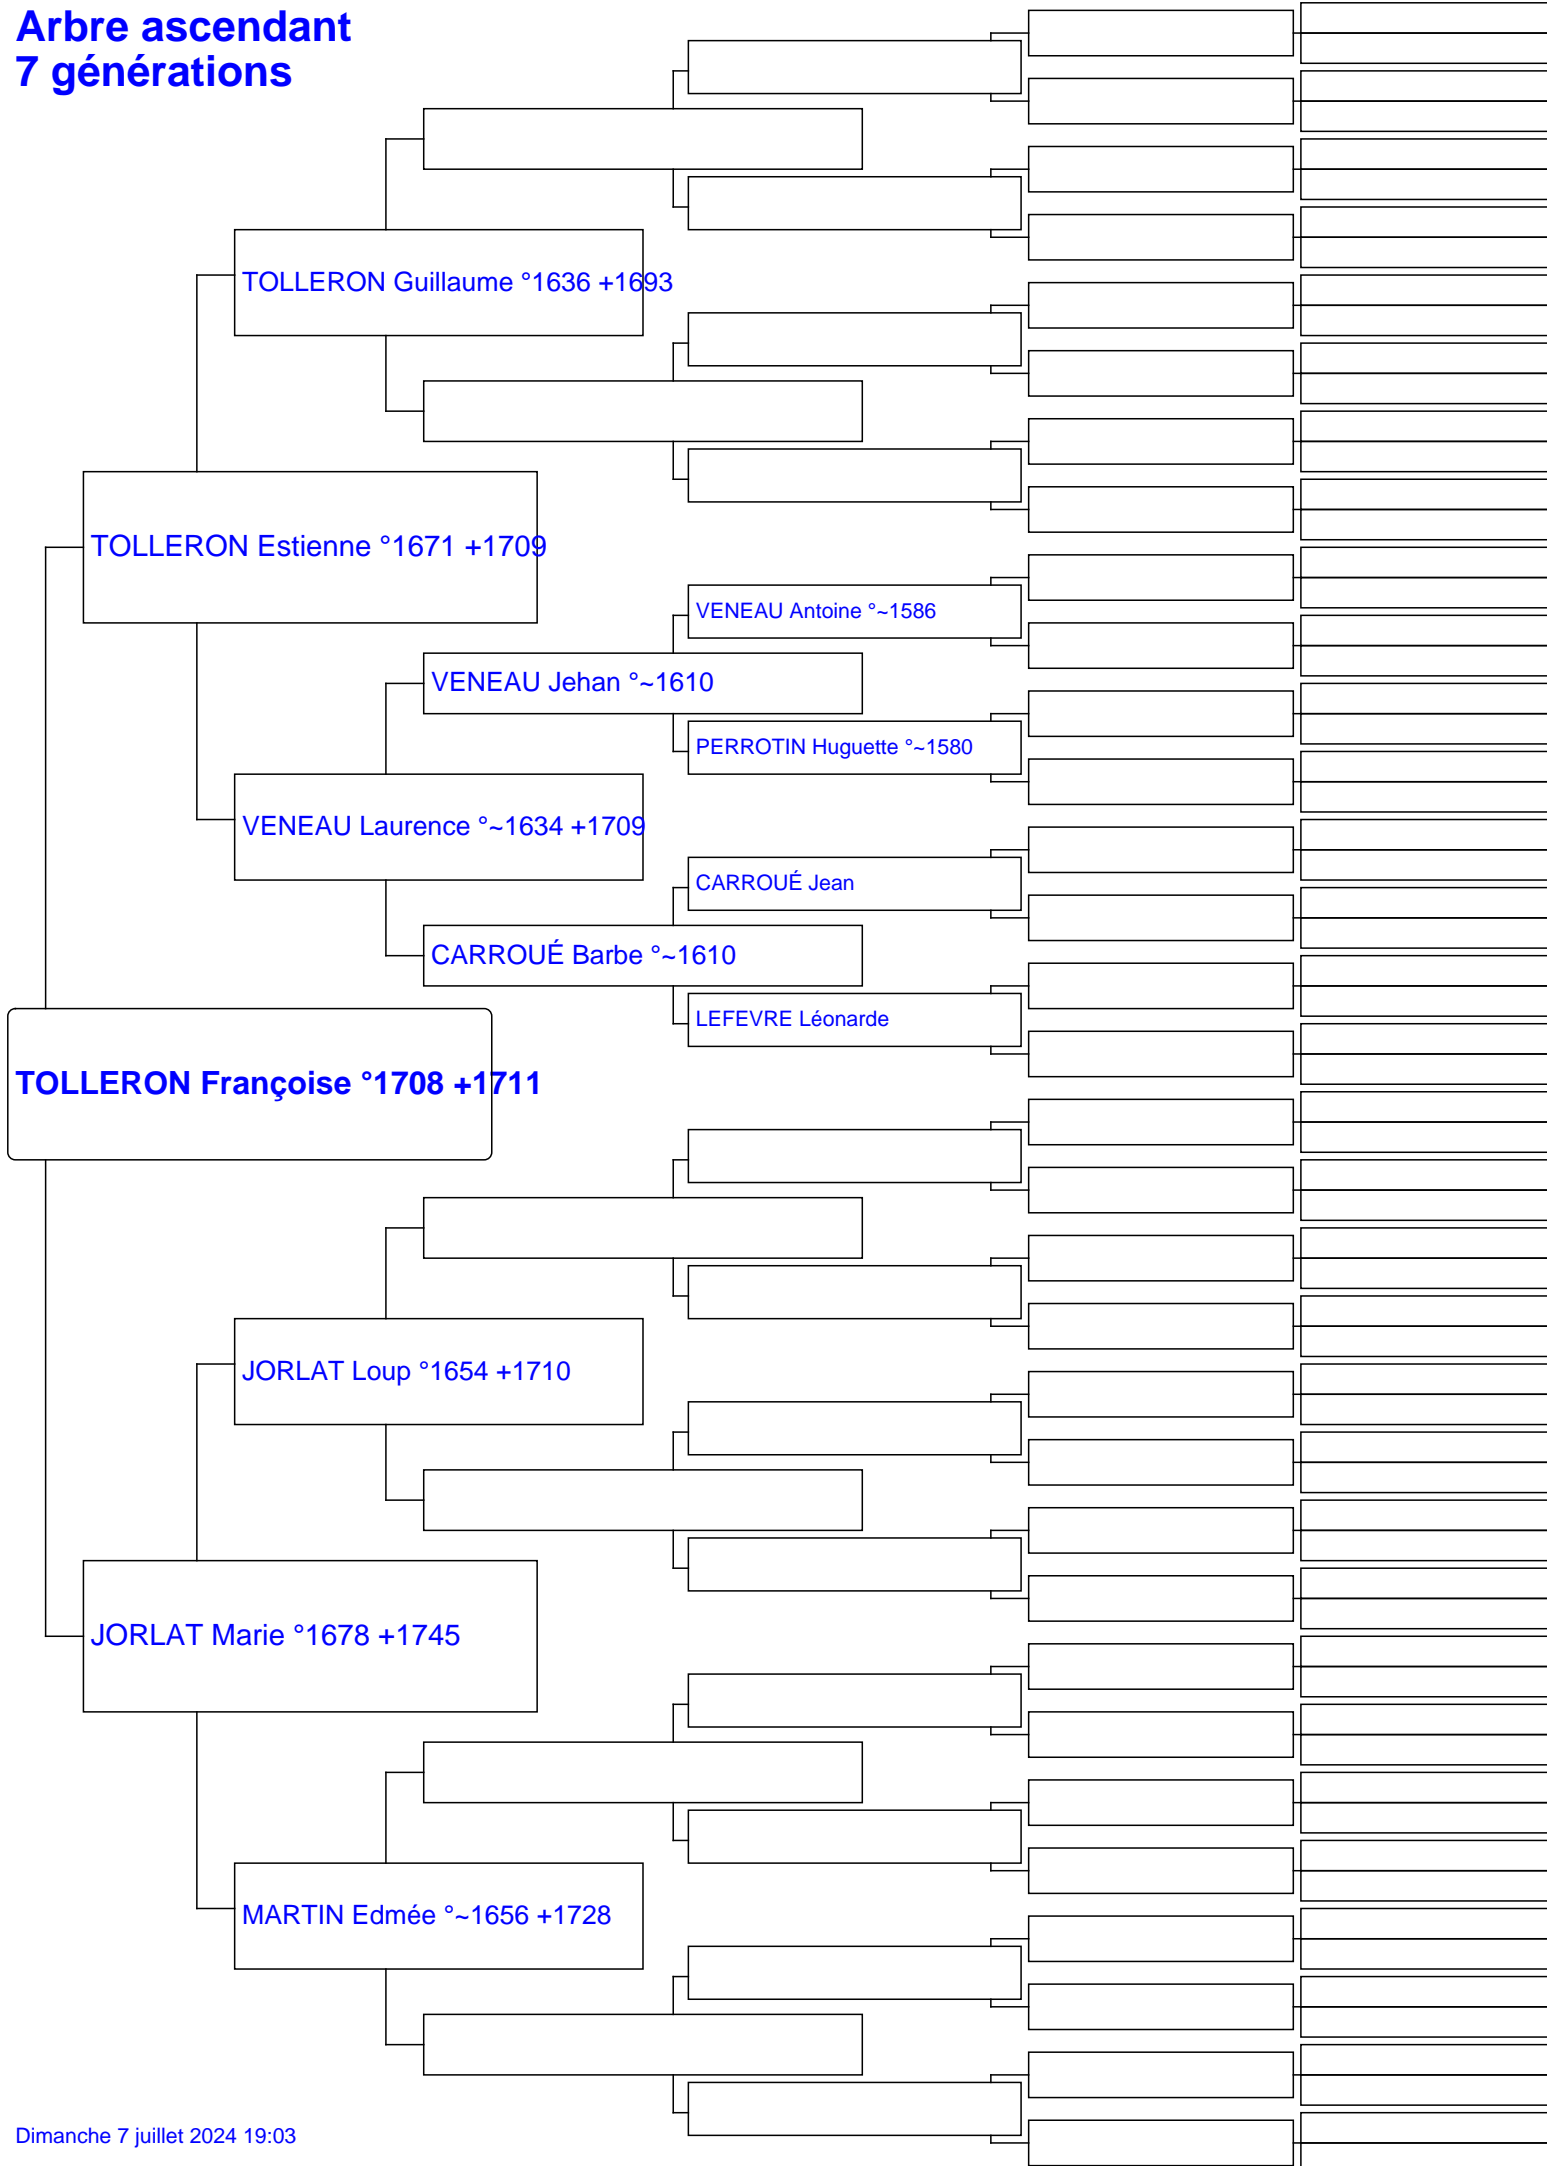 Arbre ascendant
7 générations
TOLLERON Guillaume °1636 +1693
TOLLERON Estienne °1671 +1709
VENEAU Antoine °~1586
VENEAU Jehan °~1610
PERROTIN Huguette °~1580
VENEAU Laurence °~1634 +1709
CARROUÉ Jean
CARROUÉ Barbe °~1610
LEFEVRE Léonarde
TOLLERON Françoise °1708 +1711
JORLAT Loup °1654 +1710
JORLAT Marie °1678 +1745
MARTIN Edmée °~1656 +1728
Dimanche 7 juillet 2024 19:03